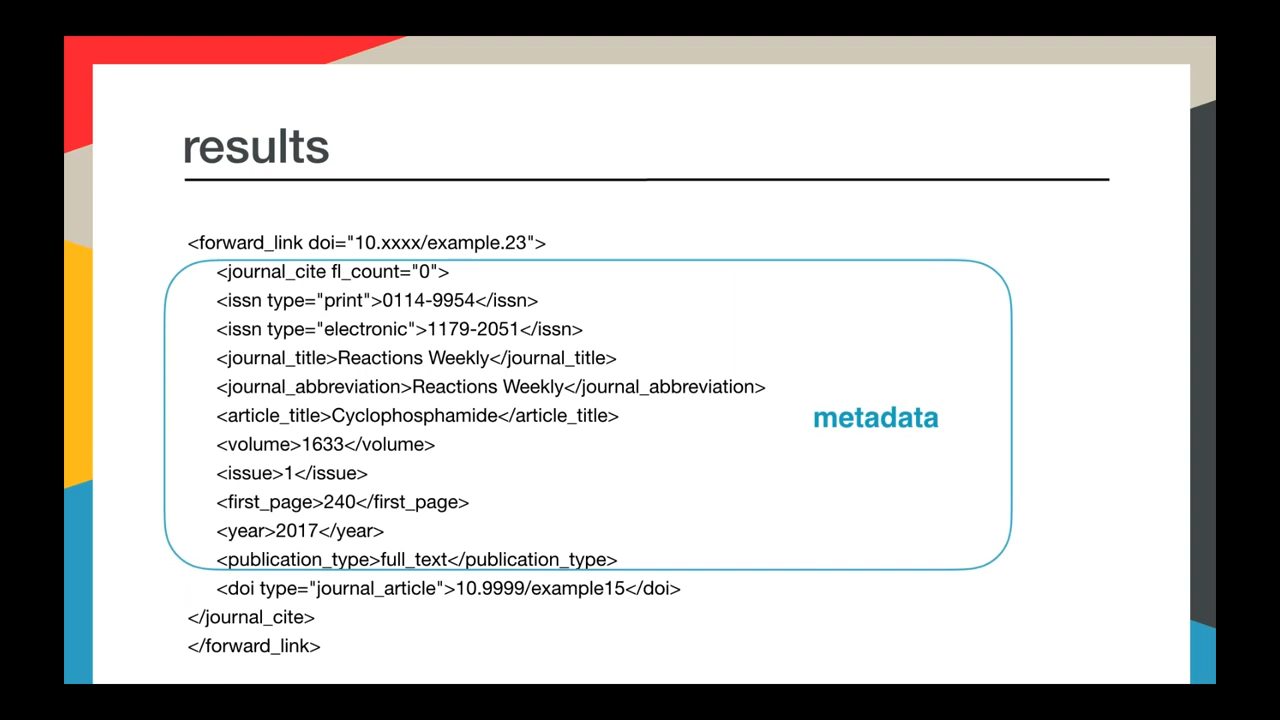 results
<forward_link doi="10.xxxx/example.23">
<journal_cite fl_count="0">
<issn type="print">0114-9954</issn>
<issn type="electronic">1179-2051</issn>
<journal_title>Reactions Weekly</journal_title>
<journal_abbreviation>Reactions Weekly</journal_abbreviation>
<article_title>Cyclophosphamide</article_title>
metadata
<volume>1633</volume>
<issue>1</issue>
<first_page>240</first_page>
<year>2017</year>
<publication_type>full_text</publication_type>
<doi type="journal_article">10.9999/example15</doi>
</journal_cite>
</forward_link>